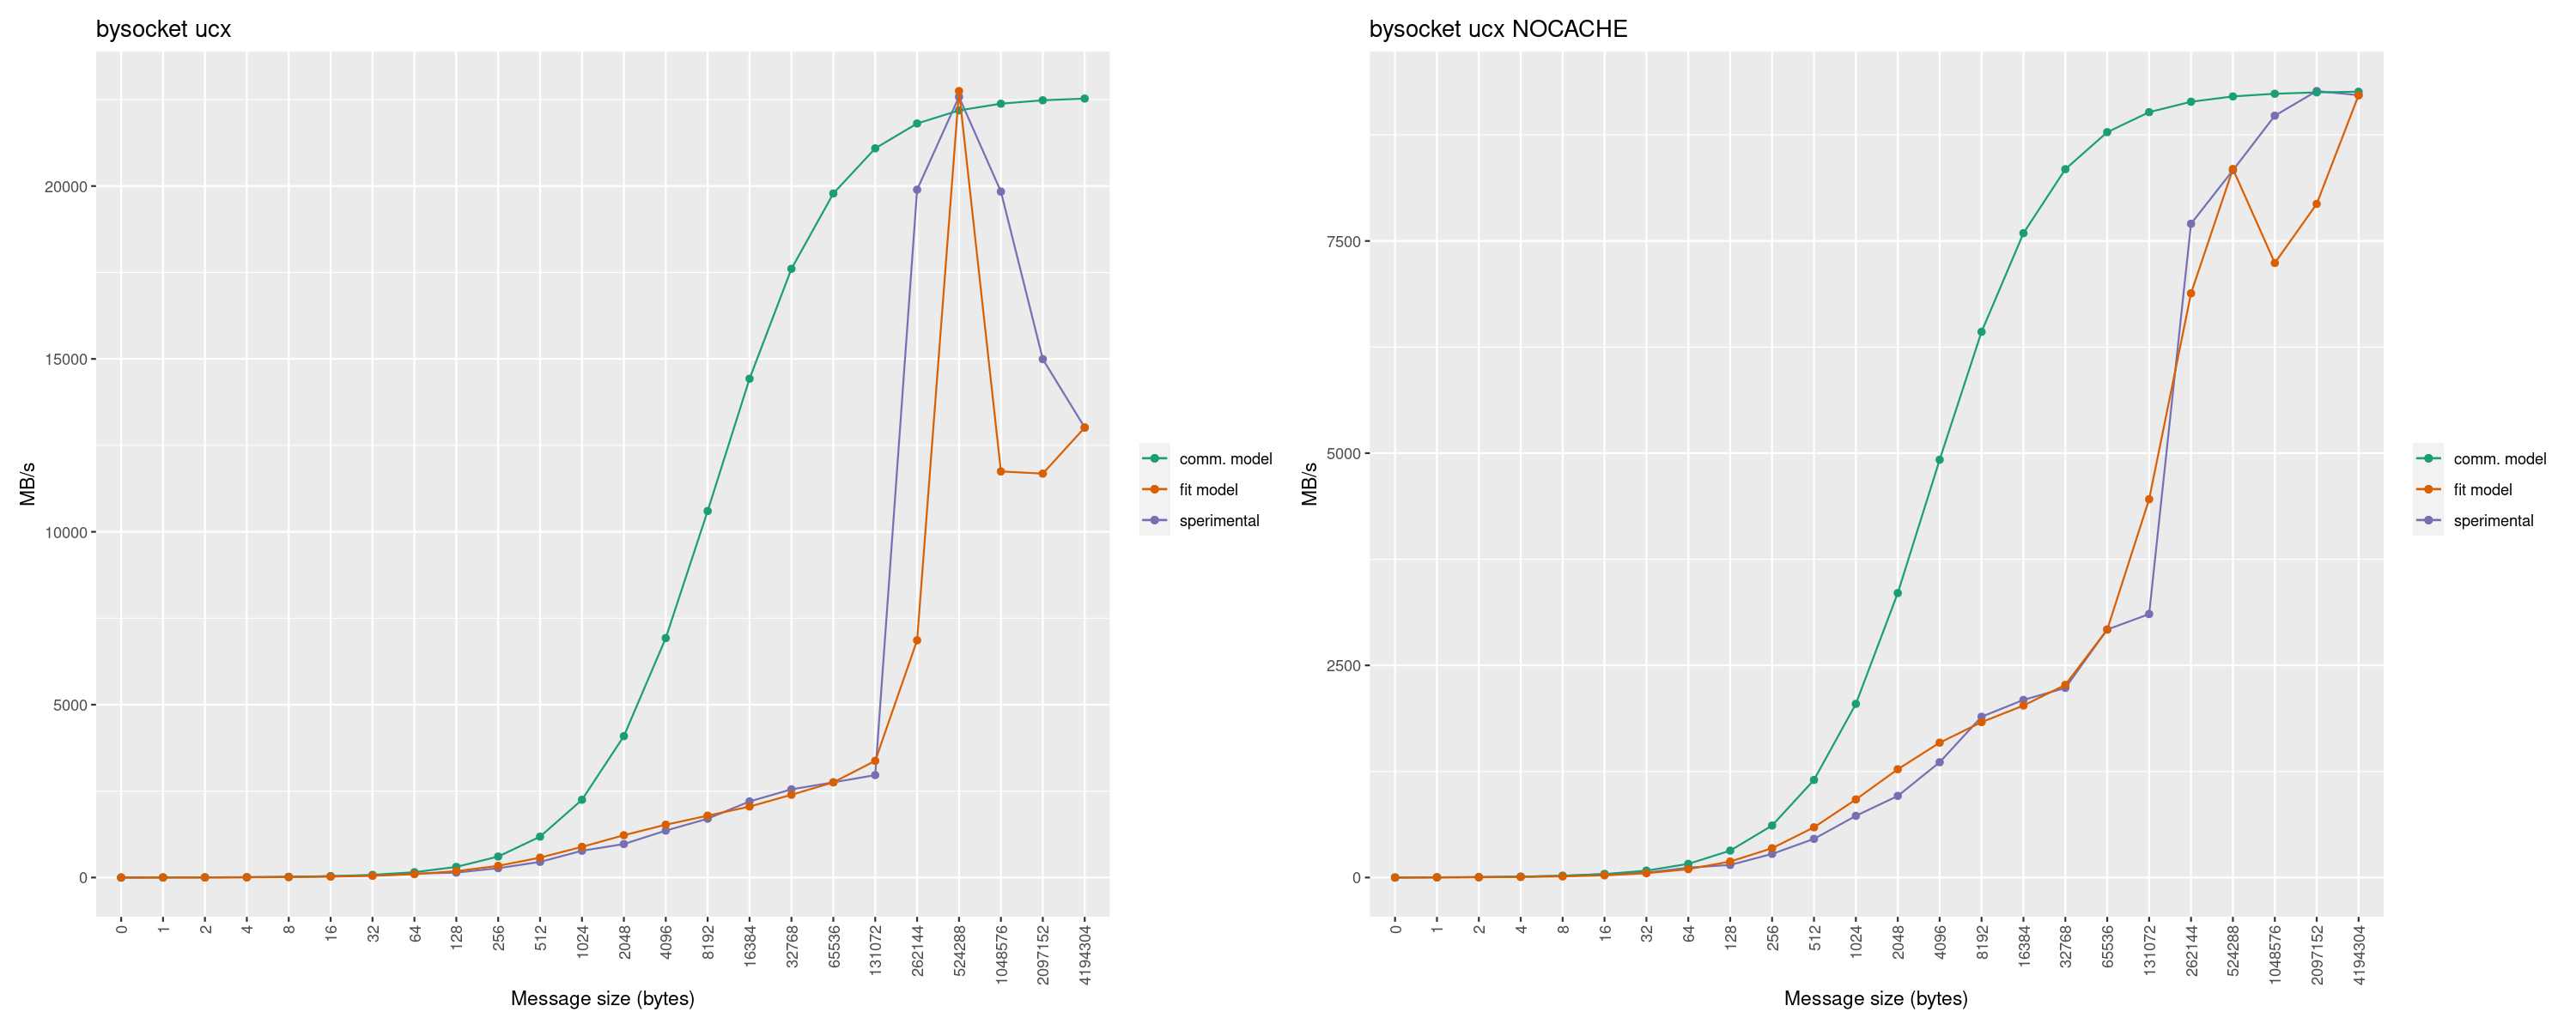 bysocket ucx
MB/s
20000
15000
10000
5000
0
0 1 2 4 8 16 32 64 128 256 512 1024 2048 4096 8192 16384 32768 65536 131072 262144 524288 1048576 2097152 4194304
Message size (bytes)
comm. model
fit model
sperimental
bysocket ucx NOCACHE
MB/s
7500
5000
2500
0
0 1 2 4 8 16 32 64 128 256 512 1024 2048 4096 8192 16384 32768 65536 131072 262144 524288 1048576 2097152 4194304
Message size (bytes)
comm. model
fit model
sperimental